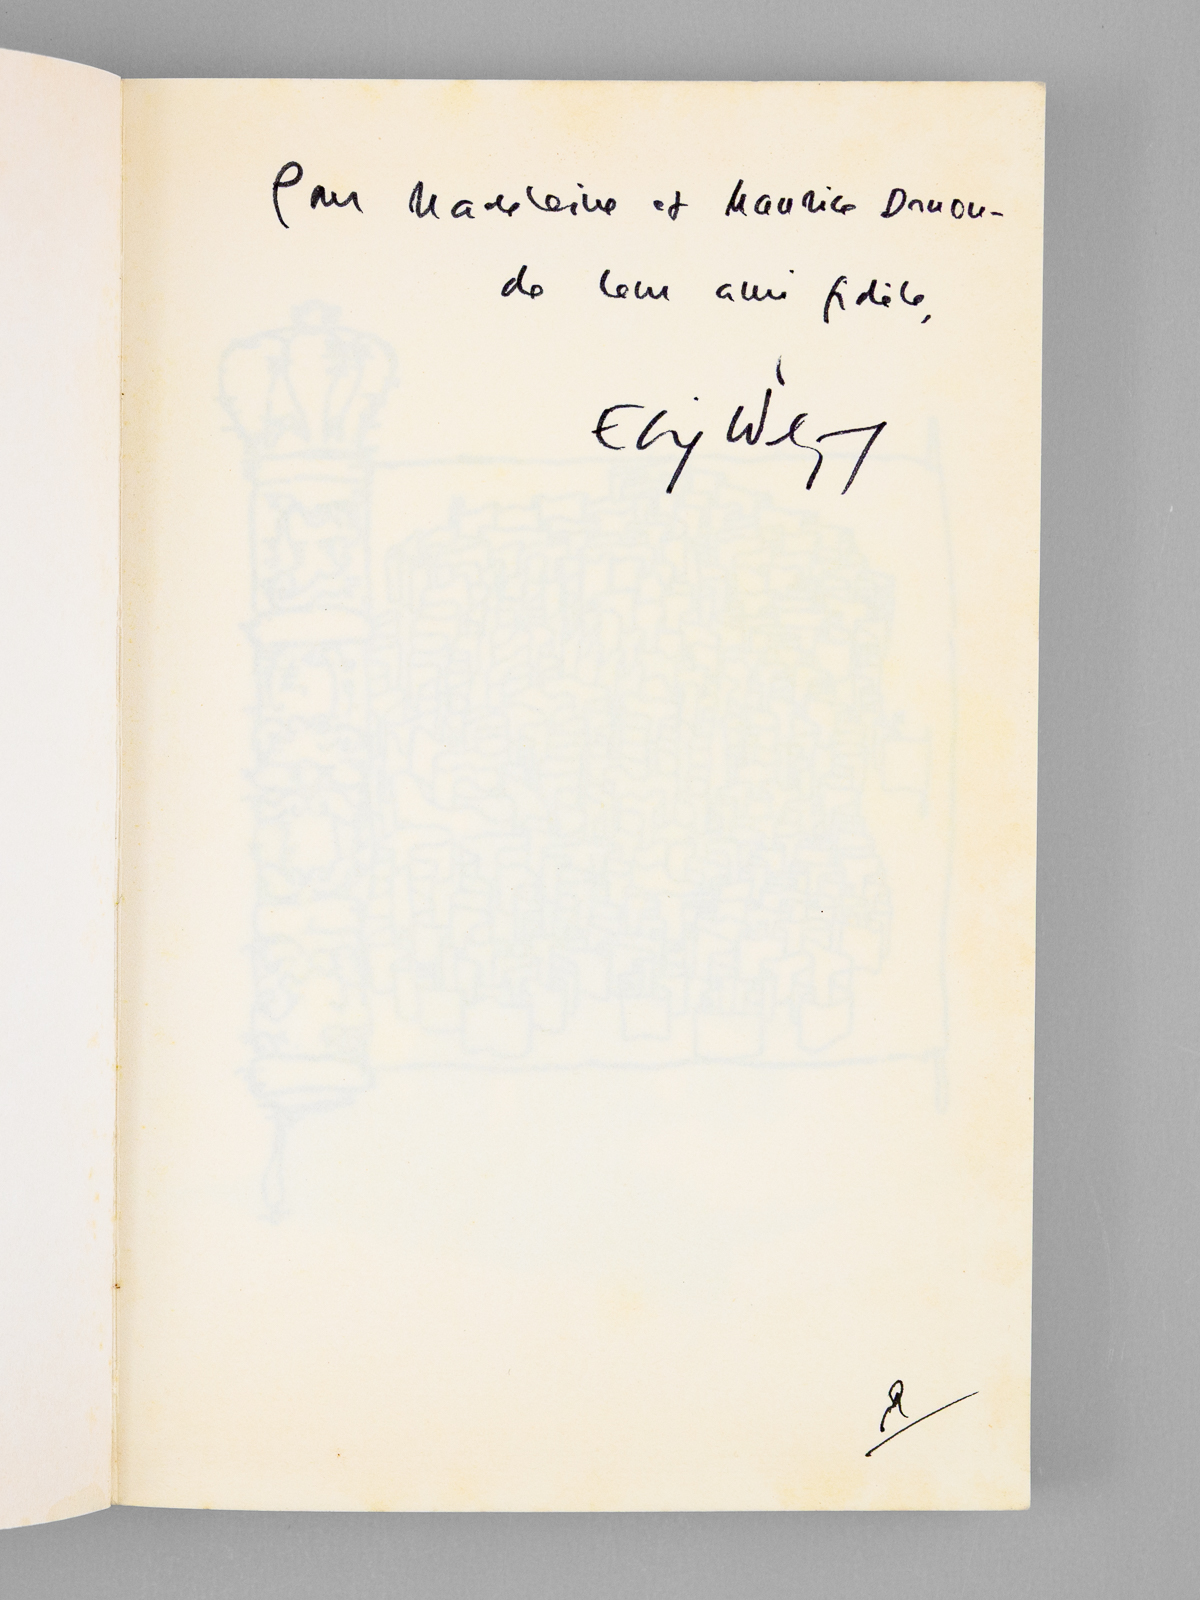 Pour Madeleine et Maurice Druon-
de leur ami fidèle,
Elie Wiesel